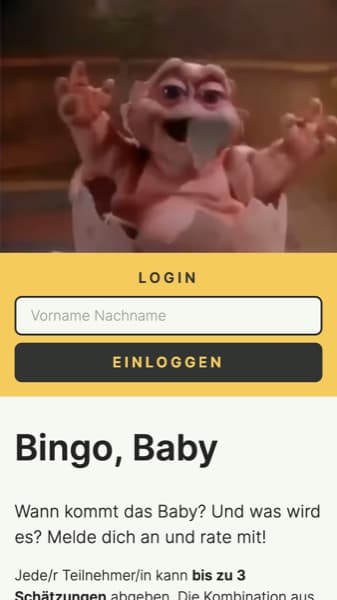 LOGIN
Vorname Nachname
EINLOGGEN
Bingo, Baby
Wann kommt das Baby? Und was wird
es? Melde dich an und rate mit!
Jede/r Teilnehmer/in kann bis zu 3
Schätzungen abgeben. Die Kombination aus